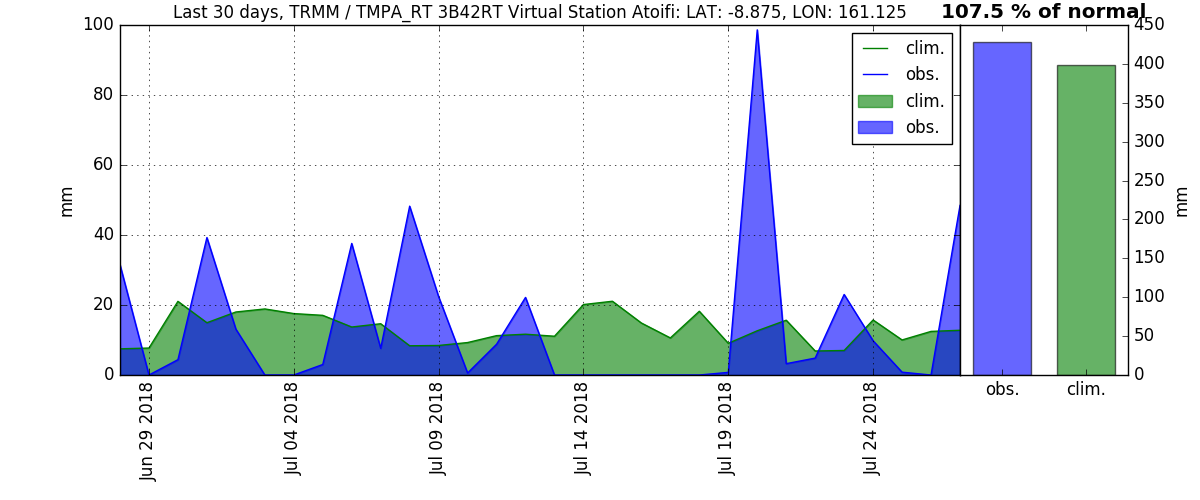 Last 30 days, TRMM / TMPA_RT 3B42RT Virtual Station Atoifi: LAT: -8.875, LON: 161.125
107.5 % of normal
100
80
60
40
20
0
mm
clim.
obs.
clim.
obs.
450
400
350
300
250
200
150
100
50
0
mm
Jun 29 2018
Jul 04 2018
Jul 09 2018
Jul 14 2018
Jul 19 2018
Jul 24 2018
obs.
clim.